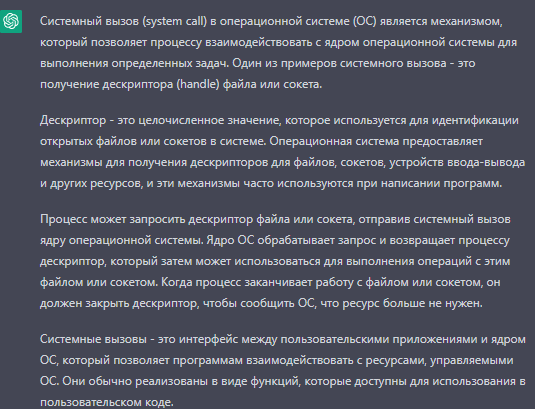 Системный вызов (system call) в операционной системе (ОС) является механизмом,
который позволяет процессу взаимодействовать с ядром операционной системы для
выполнения определенных задач. Один из примеров системного вызова - это
получение дескриптора (handle) файла или сокета.
Дескриптор - это целочисленное значение, которое используется для идентификации
открытых файлов или сокетов в системе. Операционная система предоставляет
механизмы для получения дескрипторов для файлов, сокетов, устройств ввода-вывода
и других ресурсов, и эти механизмы часто используются при написании программ.
Процесс может запросить дескриптор файла или сокета, отправив системный вызов
ядру операционной системы. Ядро ОС обрабатывает запрос и возвращает процессу
дескриптор, который затем может использоваться для выполнения операций с этим
файлом или сокетом. Когда процесс заканчивает работу с файлом или сокетом, он
должен закрыть дескриптор, чтобы сообщить ОС, что ресурс больше не нужен.
Системные вызовы - это интерфейс между пользовательскими приложениями и ядром
ОС, который позволяет программам взаимодействовать с ресурсами, управляемыми
ОС. Они обычно реализованы в виде функций, которые доступны для использования в
пользовательском коде.